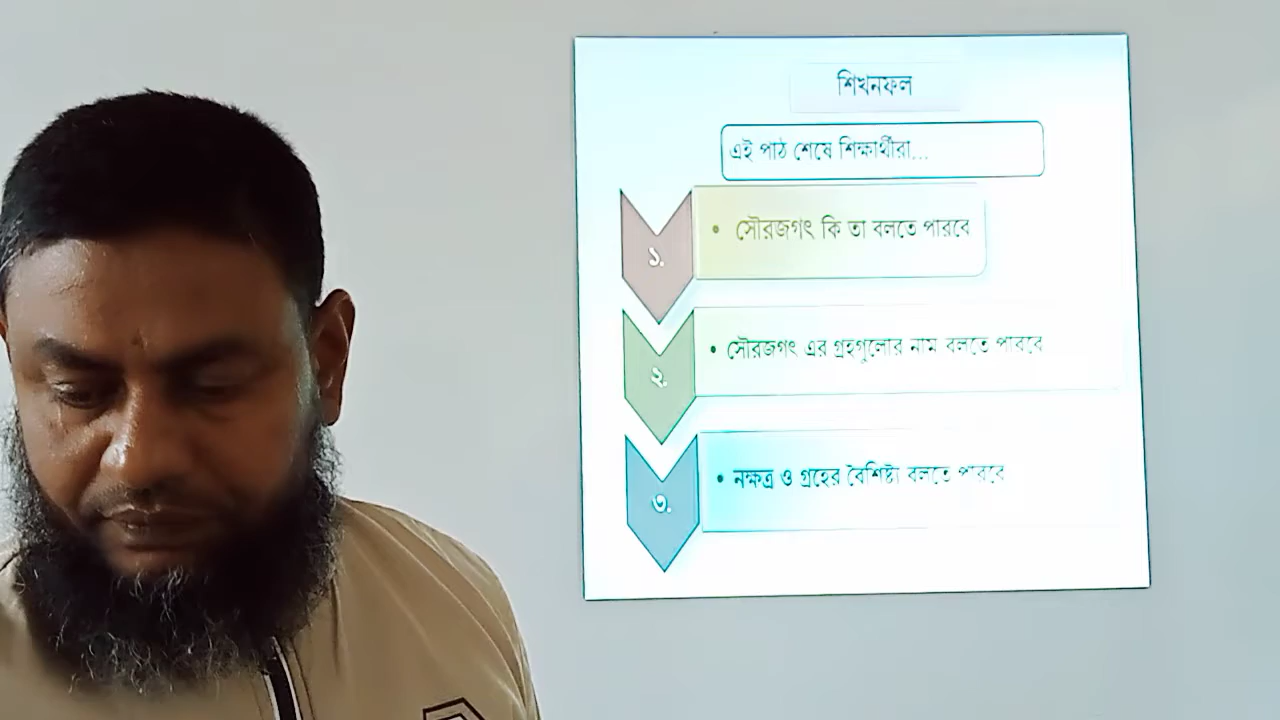 শিখনফল
এই পাঠ শেষে শিক্ষার্থীরা...
১.
• সৌরজগৎ কি তা বলতে পারবে
২.
• সৌরজগৎ এর গ্রহগুলোর নাম বলতে পারবে
৩.
• নক্ষত্র ও গ্রহের বৈশিষ্ট্য বলতে পারবে